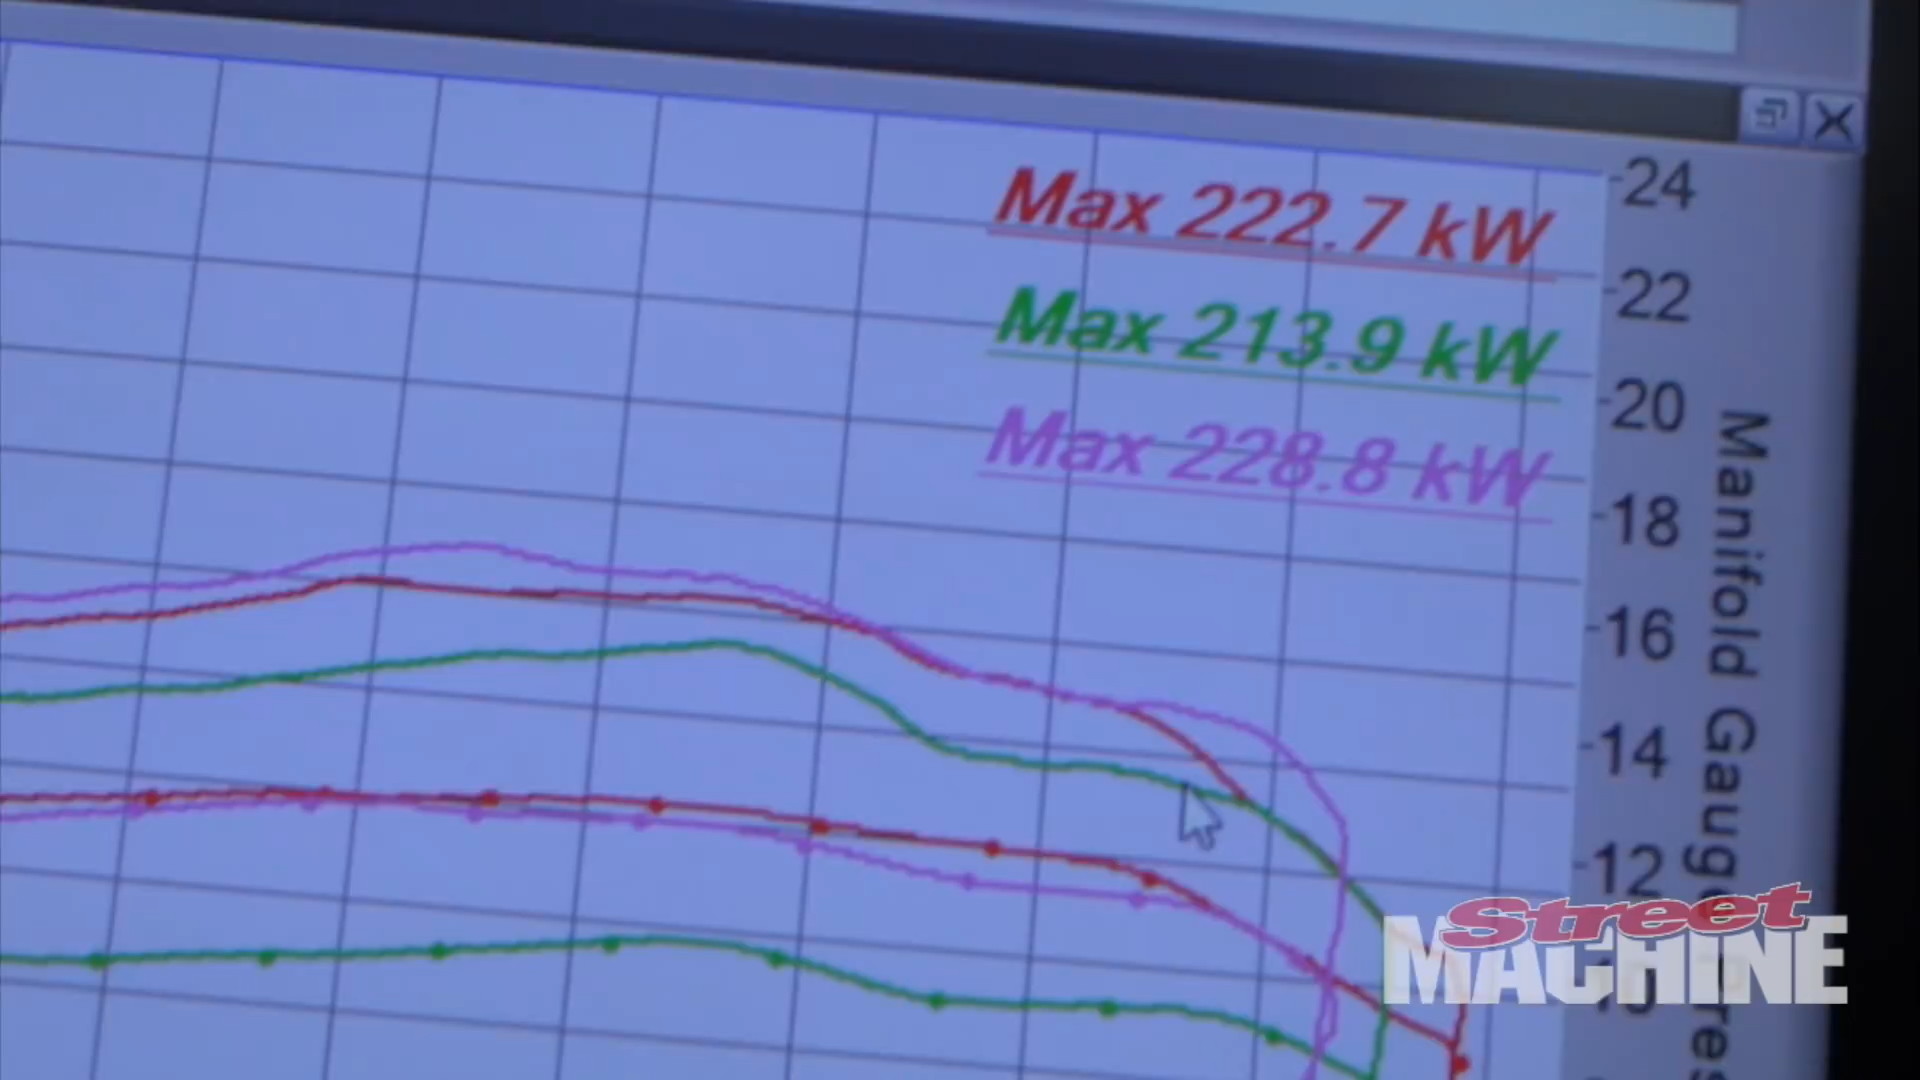 Max 222.7 kW
Max 213.9 kW
Max 228.8 kW
24
22
20
18
16
14
12
10
Manifold Gauge
Street
MACHINE